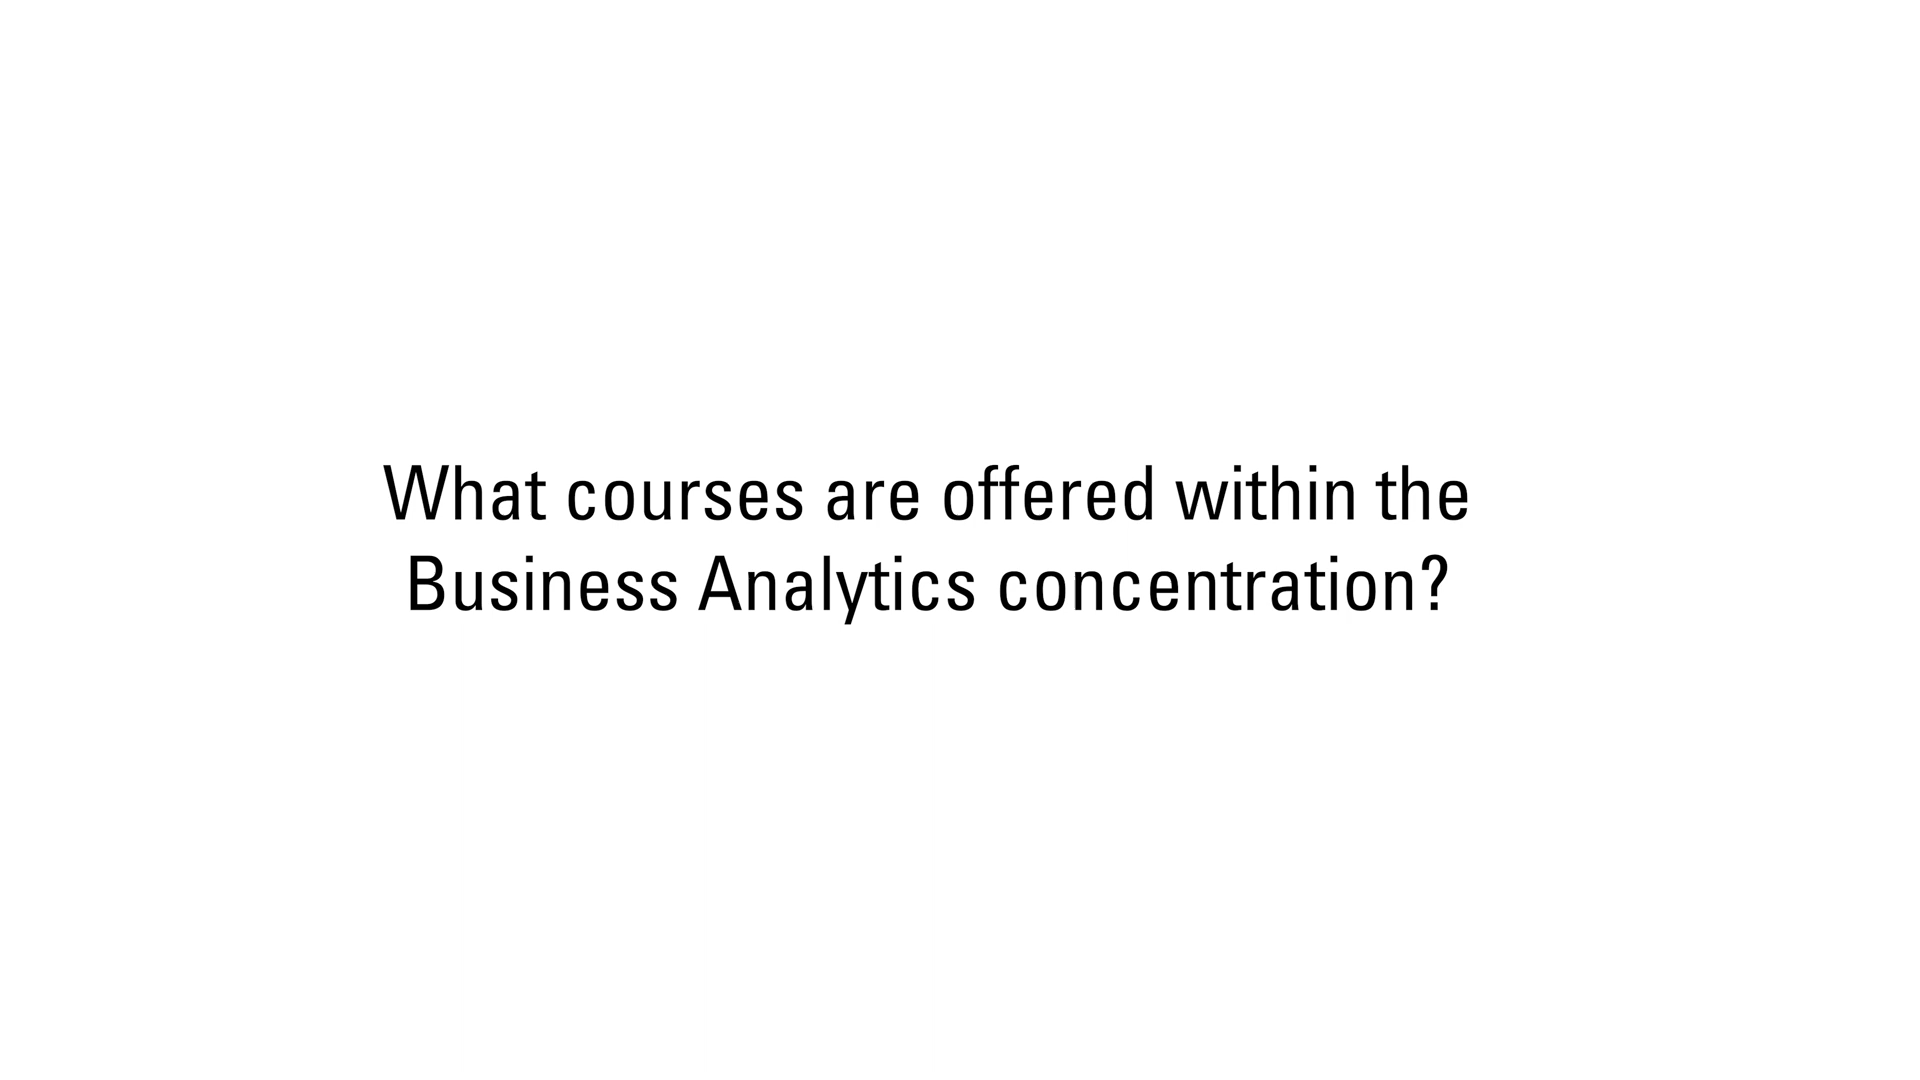 What courses are offered within the
Business Analytics concentration?